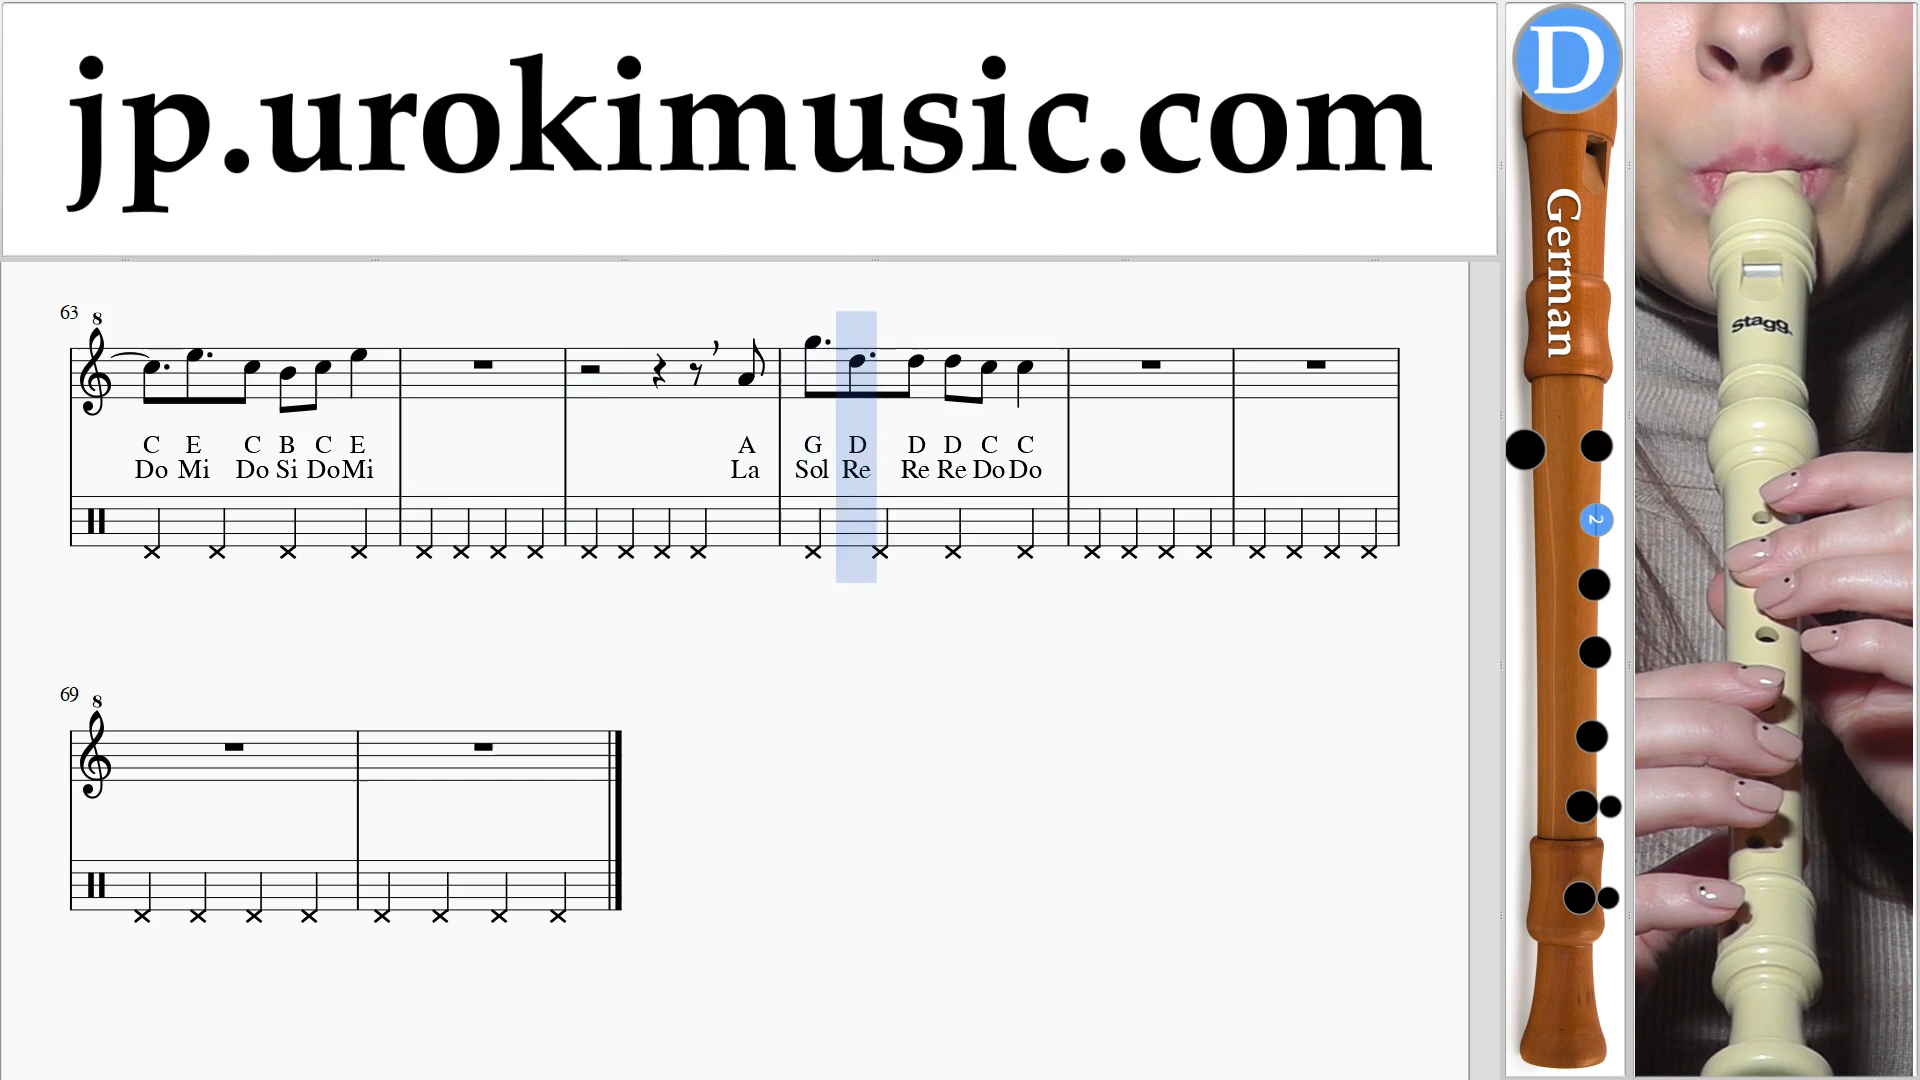 jp.urokimusic.com
D
German
2
Stagg
63
8
C E C B C E A G D D D C C
Do Mi Do Si Do Mi La Sol Re Re Re Do Do
69
8